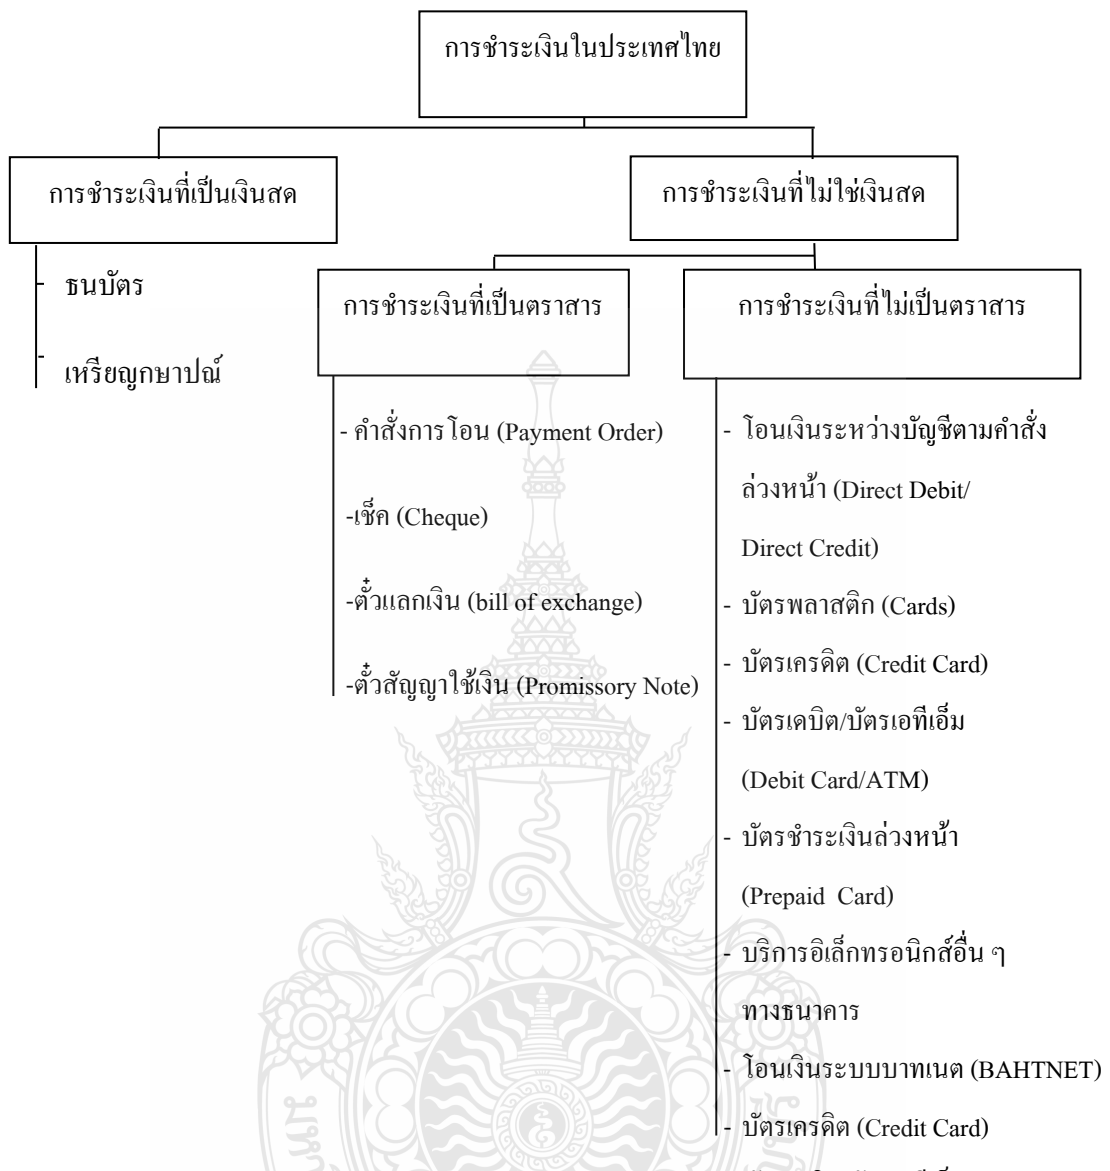 การชำระเงินในประเทศไทย
การชำระเงินที่เป็นเงินสด
การชำระเงินที่ไม่ใช่เงินสด
- ธนบัตร
- เหรียญกษาปณ์
การชำระเงินที่เป็นตราสาร
การชำระเงินที่ไม่เป็นตราสาร
- คำสั่งการโอน (Payment Order)
-เช็ค (Cheque)
-ตั๋วแลกเงิน (bill of exchange)
-ตั๋วสัญญาใช้เงิน (Promissory Note)
- โอนเงินระหว่างบัญชีตามคำสั่ง
ล่วงหน้า (Direct Debit/
Direct Credit)
- บัตรพลาสติก (Cards)
- บัตรเครดิต (Credit Card)
- บัตรเดบิต/บัตรเอทีเอ็ม
(Debit Card/ATM)
- บัตรชำระเงินล่วงหน้า
(Prepaid Card)
- บริการอิเล็กทรอนิกส์อื่น ๆ
ทางธนาคาร
- โอนเงินระบบบาทเนต (BAHTNET)
- บัตรเครดิต (Credit Card)